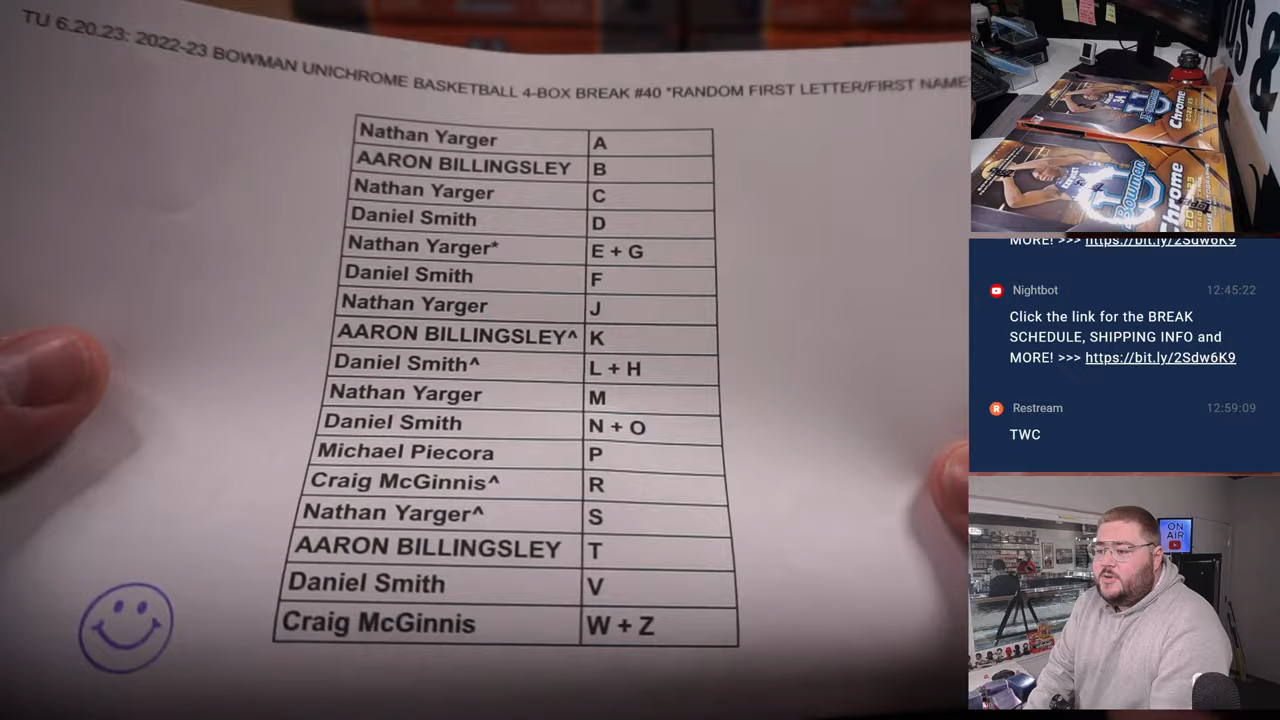 TU 6.20.23: 2022-23 BOWMAN UNICHROME BASKETBALL 4-BOX BREAK #40 *RANDOM FIRST LETTER/FIRST NAME
Nathan Yarger A
AARON BILLINGSLEY B
Nathan Yarger C
Daniel Smith D
Nathan Yarger* E + G
Daniel Smith F
Nathan Yarger J
AARON BILLINGSLEY^ K
Daniel Smith^ L + H
Nathan Yarger M
Daniel Smith N + O
Michael Piecora P
Craig McGinnis^ R
Nathan Yarger^ S
AARON BILLINGSLEY T
Daniel Smith V
Craig McGinnis W + Z
US &
Chrome
Bowman
Chrome
MORE! >>> https://bit.ly/2Sdw6K9
Nightbot 12:45:22
Click the link for the BREAK
SCHEDULE, SHIPPING INFO and
MORE! >>> https://bit.ly/2Sdw6K9
Restream 12:59:09
TWC
ON
AIR